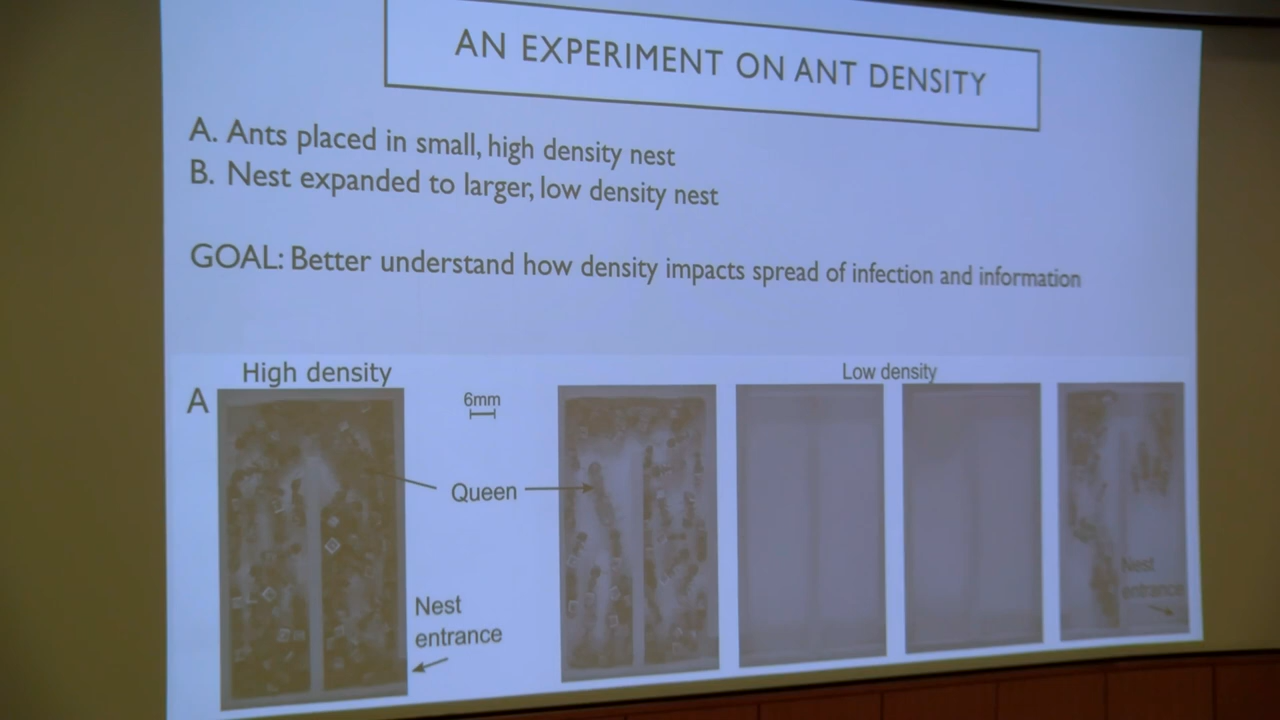 AN EXPERIMENT ON ANT DENSITY
A. Ants placed in small, high density nest
B. Nest expanded to larger, low density nest
GOAL: Better understand how density impacts spread of infection and information
High density
Low density
A
6mm
Queen
Nest
entrance
Nest
entrance